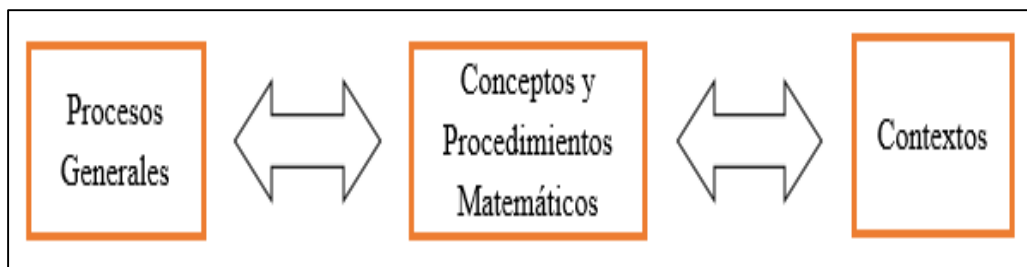 Procesos
Generales
Conceptos y
Procedimientos
Matemáticos
Contextos